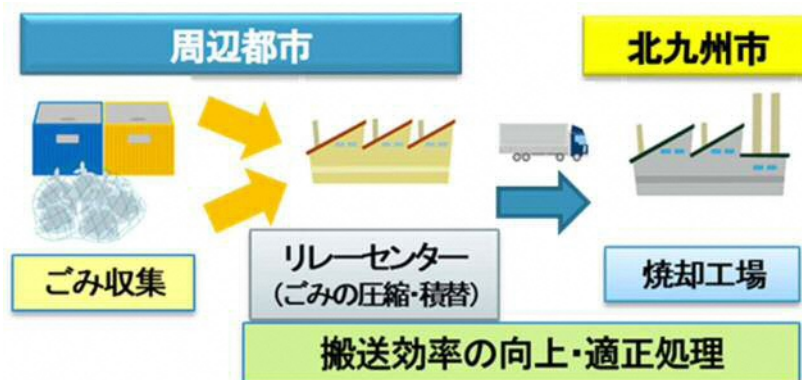 周辺都市
北九州市
ごみ収集
リレーセンター
(ごみの圧縮・積替)
焼却工場
搬送効率の向上・適正処理